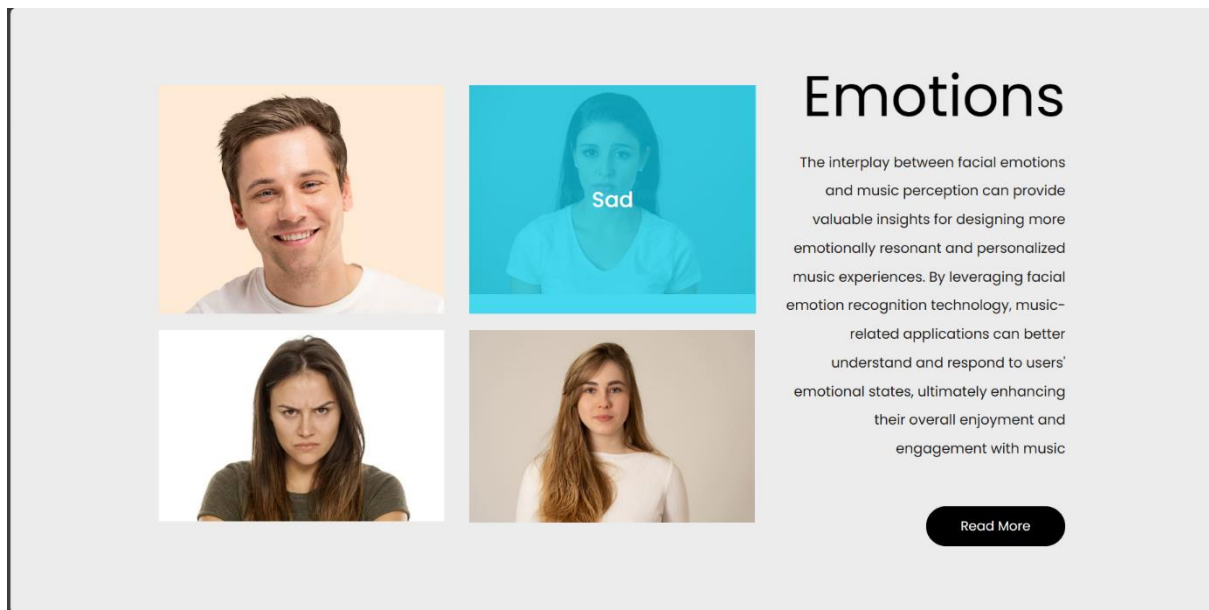 Sad
Emotions
The interplay between facial emotions
and music perception can provide
valuable insights for designing more
emotionally resonant and personalized
music experiences. By leveraging facial
emotion recognition technology, music-
related applications can better
understand and respond to users'
emotional states, ultimately enhancing
their overall enjoyment and
engagement with music
Read More